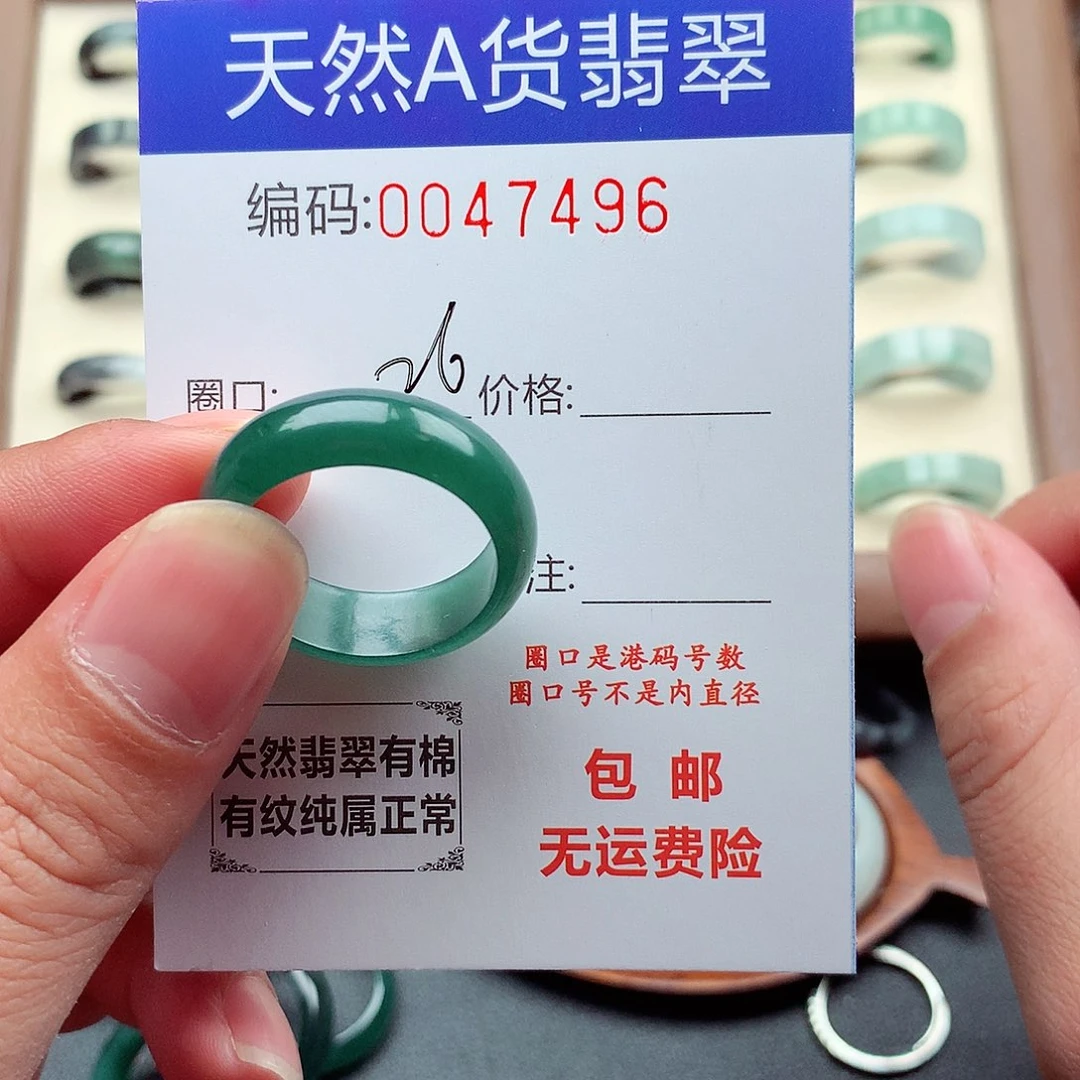 天然A货翡翠
编码:0047496
圈口: 26 价格:
注:
圈口是港码号数
圈口号不是内直径
天然翡翠有棉
有纹纯属正常
包邮
无运费险